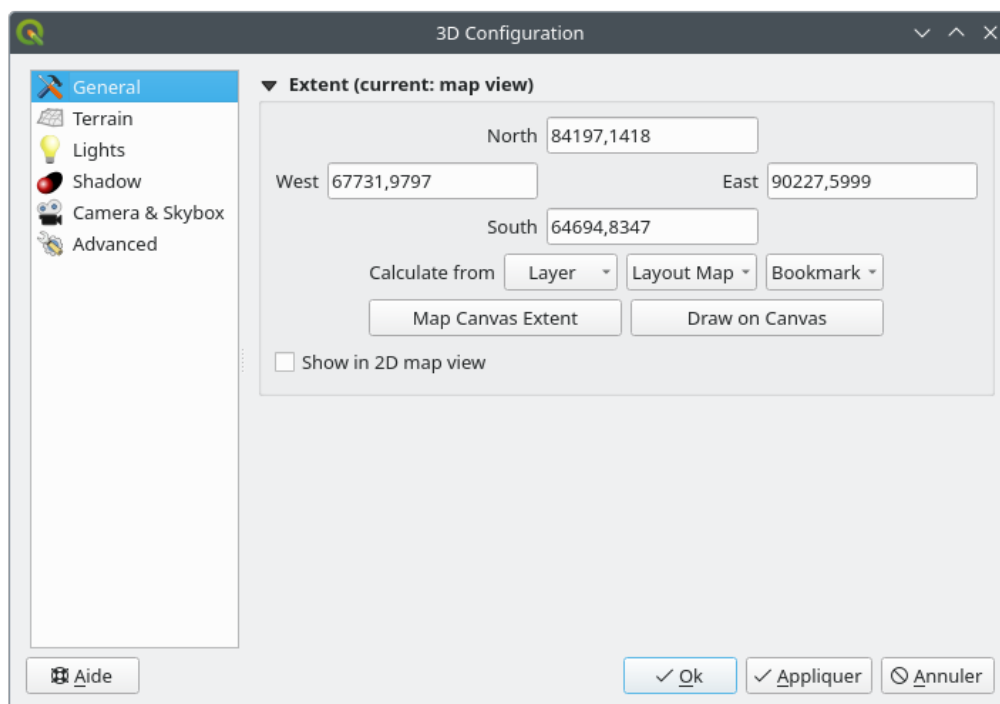 3D Configuration
General
Terrain
Lights
Shadow
Camera & Skybox
Advanced
Extent (current: map view)
North 84197,1418
West 67731,9797 East 90227,5999
South 64694,8347
Calculate from Layer Layout Map Bookmark
Map Canvas Extent Draw on Canvas
Show in 2D map view
Aide Ok Appliquer Annuler